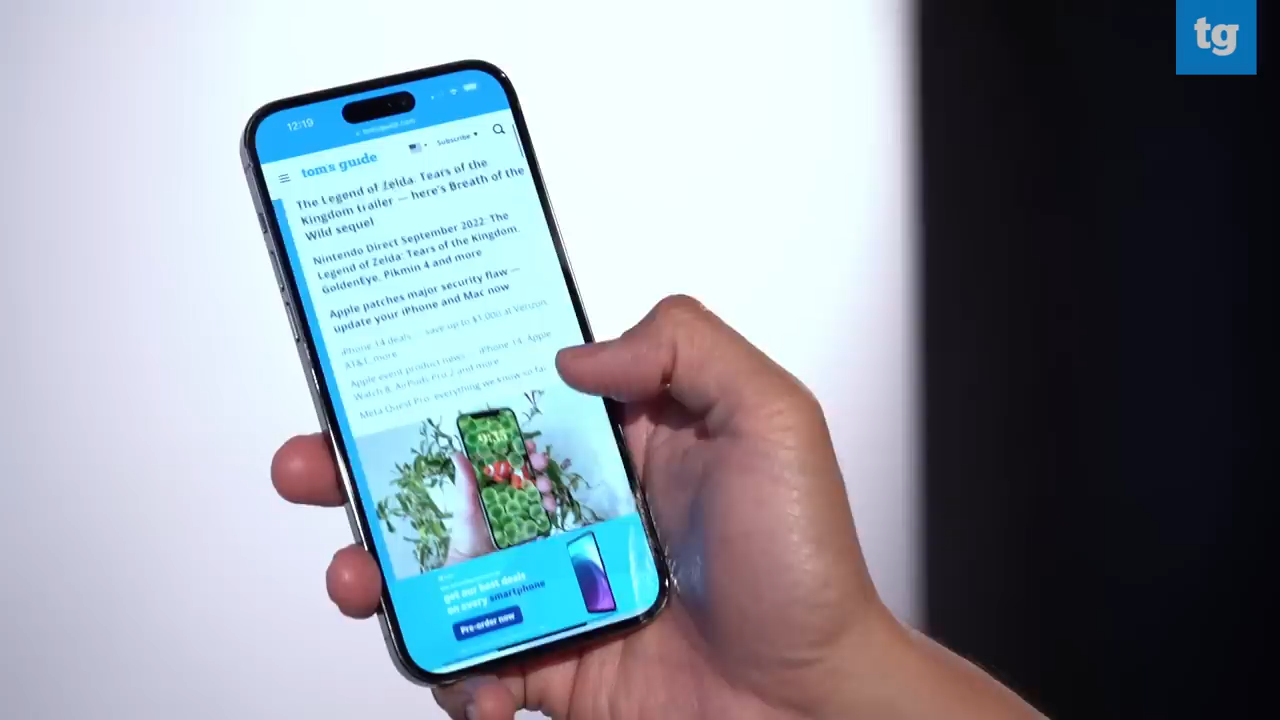 tg
12:19
tomsguide.com
tom's guide
Subscribe
The Legend of Zelda: Tears of the
Kingdom trailer — here's Breath of the
Wild sequel
Nintendo Direct September 2022: The
Legend of Zelda: Tears of the Kingdom,
GoldenEye, Pikmin 4 and more
Apple patches major security flaw —
update your iPhone and Mac now
iPhone 14 deals — save up to $1,000 at Verizon,
AT&T, more
Apple event product news — iPhone 14, Apple
Watch 8, AirPods Pro 2 and more
Meta Quest Pro: everything we know so far
9:38
get our best deals
on every smartphone
Pre-order now